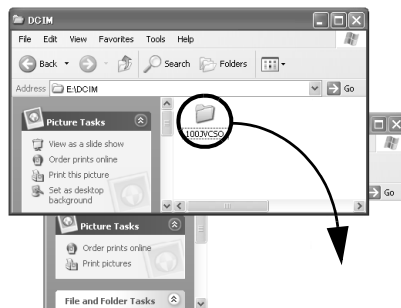 DCIM
File Edit View Favorites Tools Help
Back Search Folders
Address E:\DCIM Go
Picture Tasks
View as a slide show
Order prints online
Print this picture
Set as desktop
background
100JVCSO
Go
Picture Tasks
Order prints online
Print pictures
File and Folder Tasks